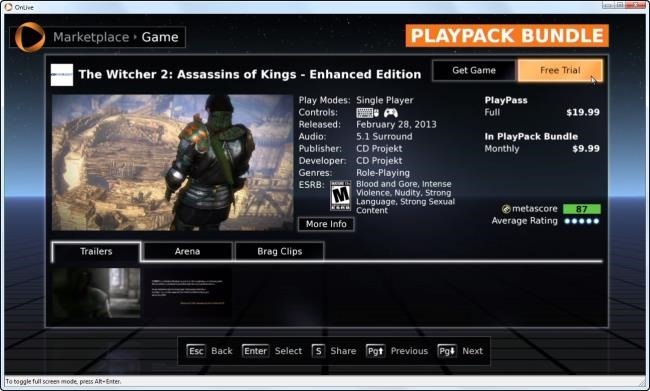 OnLive
Marketplace › Game
PLAYPACK BUNDLE
The Witcher 2: Assassins of Kings - Enhanced Edition
Get Game
Free Trial
Play Modes: Single Player
Controls:
Released: February 28, 2013
Audio: 5.1 Surround
Publisher: CD Projekt
Developer: CD Projekt
Genres: Role-Playing
ESRB: Blood and Gore, Intense
Violence, Nudity, Strong
Language, Strong Sexual
Content
M
ESRB
More Info
PlayPass
Full $19.99
In PlayPack Bundle
Monthly $9.99
metascore 87
Average Rating
Trailers
Arena
Brag Clips
Esc Back Enter Select S Share Pg Previous Pg Next
To toggle full screen mode, press Alt+Enter.